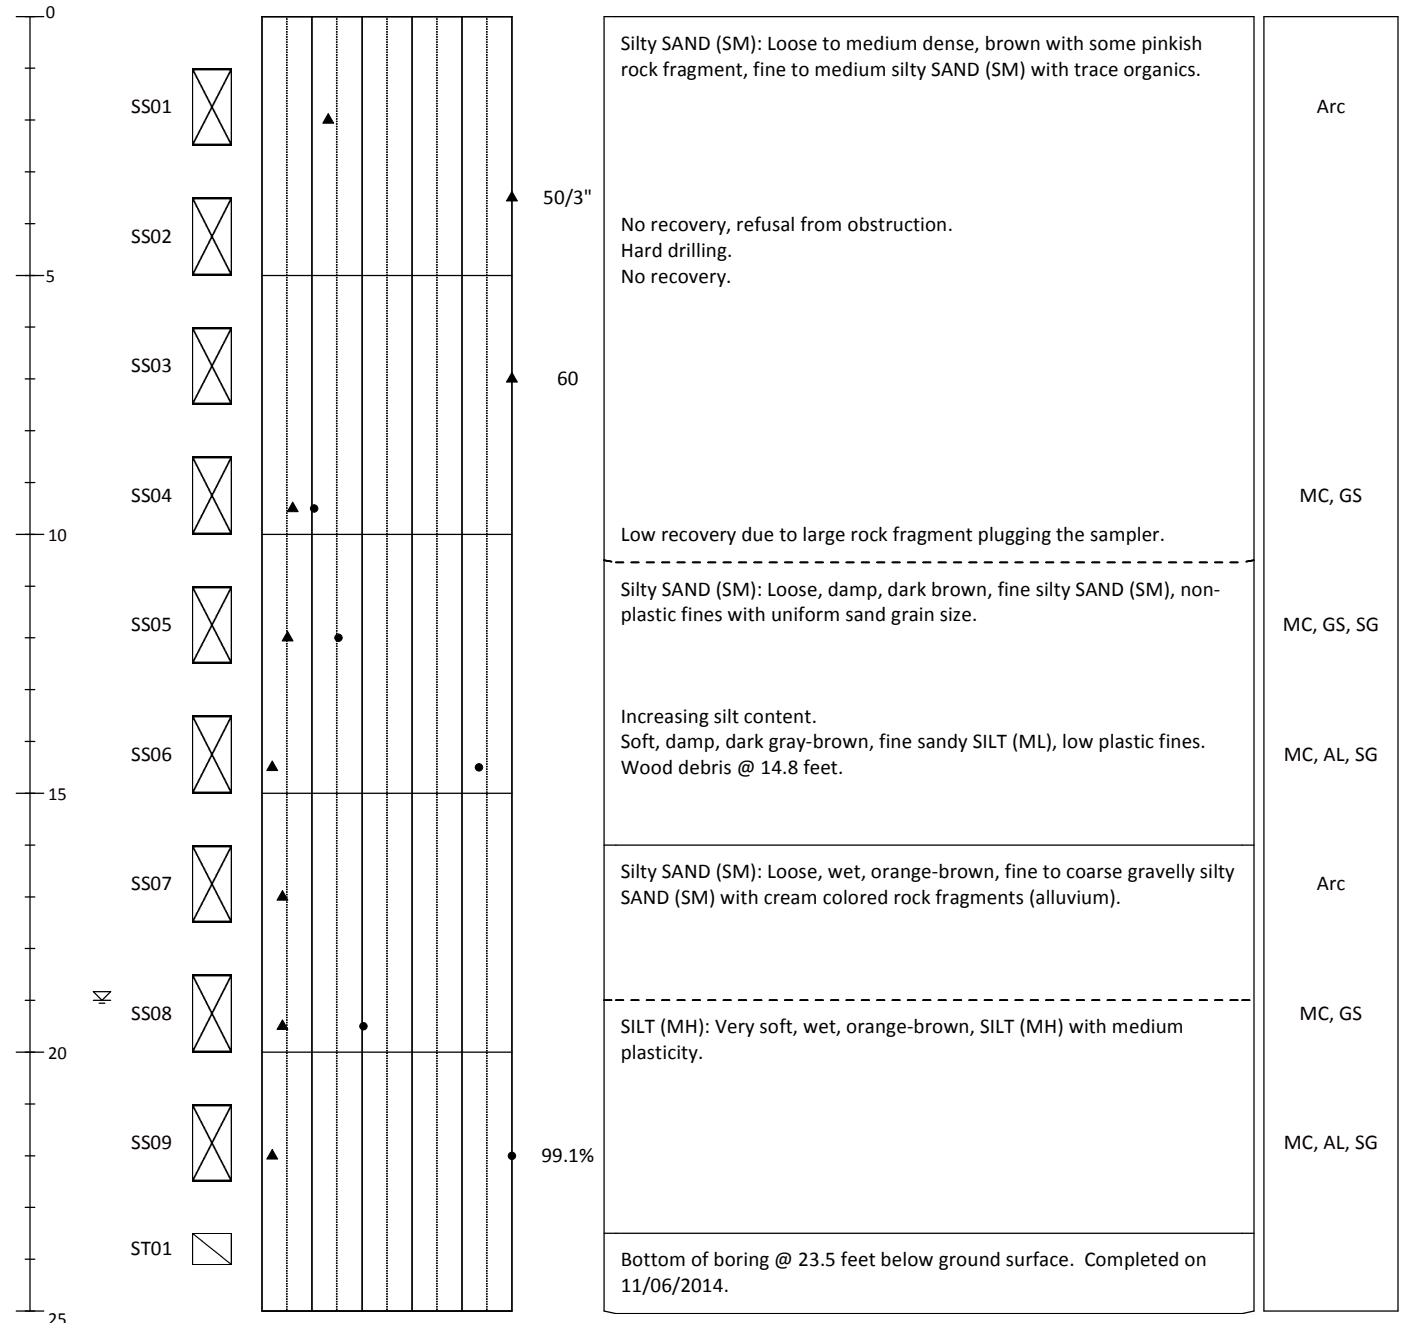 0
Silty SAND (SM): Loose to medium dense, brown with some pinkish
rock fragment, fine to medium silty SAND (SM) with trace organics.
SS01
Arc
50/3"
No recovery, refusal from obstruction.
SS02
Hard drilling.
5
No recovery.
SS03
60
SS04
MC, GS
10
Low recovery due to large rock fragment plugging the sampler.
Silty SAND (SM): Loose, damp, dark brown, fine silty SAND (SM), non-
plastic fines with uniform sand grain size.
SS05
MC, GS, SG
Increasing silt content.
Soft, damp, dark gray-brown, fine sandy SILT (ML), low plastic fines.
Wood debris @ 14.8 feet.
SS06
MC, AL, SG
15
Silty SAND (SM): Loose, wet, orange-brown, fine to coarse gravelly silty
SAND (SM) with cream colored rock fragments (alluvium).
SS07
Arc
SS08
MC, GS
SILT (MH): Very soft, wet, orange-brown, SILT (MH) with medium
plasticity.
20
SS09
99.1%
MC, AL, SG
ST01
Bottom of boring @ 23.5 feet below ground surface. Completed on
11/06/2014.
25